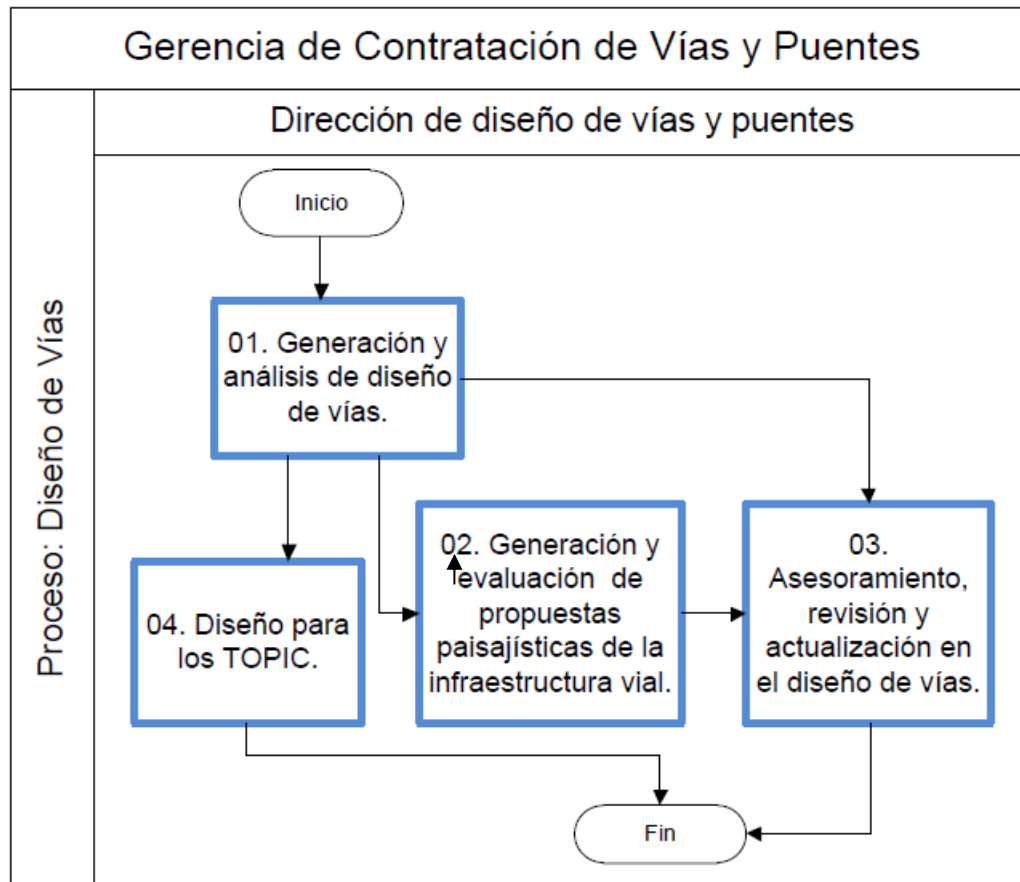 Gerencia de Contratación de Vías y Puentes
Proceso: Diseño de Vías
Dirección de diseño de vías y puentes
Inicio
01. Generación y
análisis de diseño
de vías.
02. Generación y
evaluación de
propuestas
paisajísticas de la
infraestructura vial.
03.
Asesoramiento,
revisión y
actualización en
el diseño de vías.
04. Diseño para
los TOPIC.
Fin